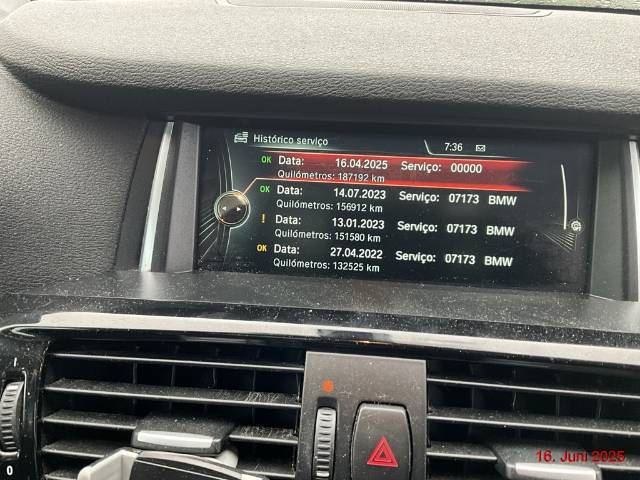 Histórico serviço 7:36
OK Data: 16.04.2025 Serviço: 00000
Quilómetros: 187192 km
OK Data: 14.07.2023 Serviço: 07173 BMW
Quilómetros: 156912 km
! Data: 13.01.2023 Serviço: 07173 BMW
Quilómetros: 151580 km
OK Data: 27.04.2022 Serviço: 07173 BMW
Quilómetros: 132525 km
0
16. Juni 2025